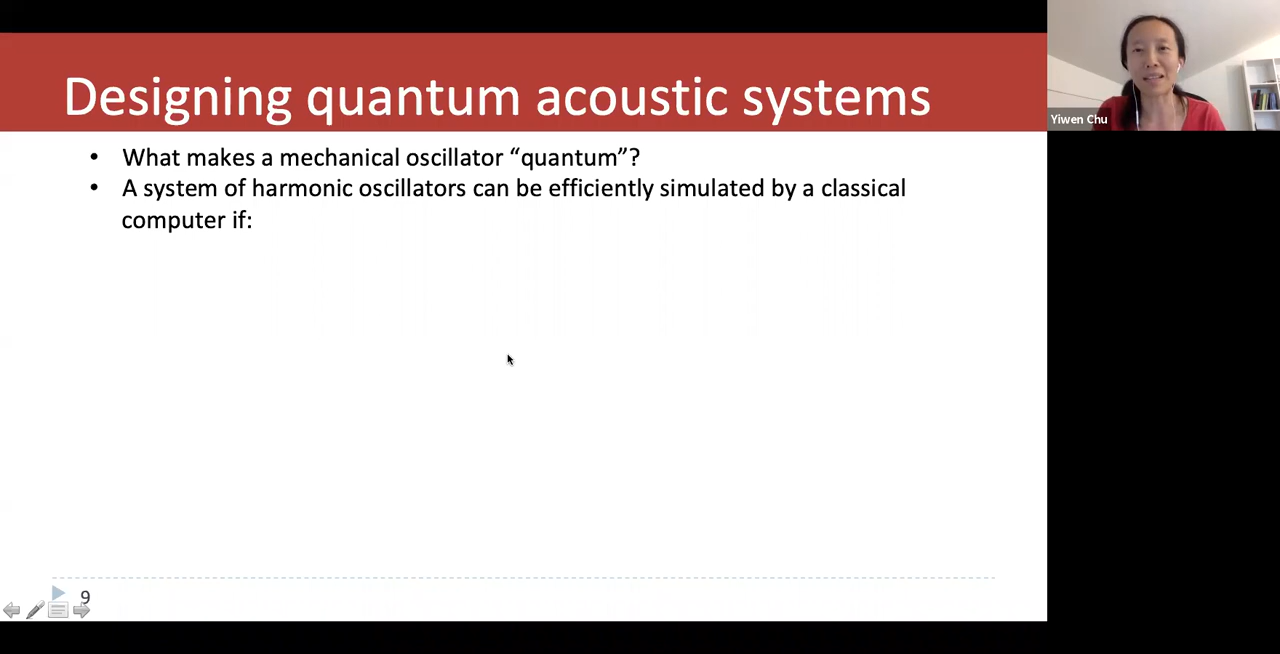 Designing quantum acoustic systems
Yiwen Chu
• What makes a mechanical oscillator “quantum”?
• A system of harmonic oscillators can be efficiently simulated by a classical
computer if:
9